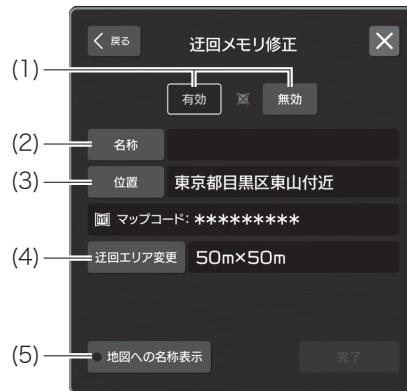 戻る
迂回メモリ修正
(1)
有効 無効
(2) 名称
(3) 位置 東京都目黒区東山付近
マップコード: *********
(4) 迂回エリア変更 50m×50m
(5) 地図への名称表示 完了